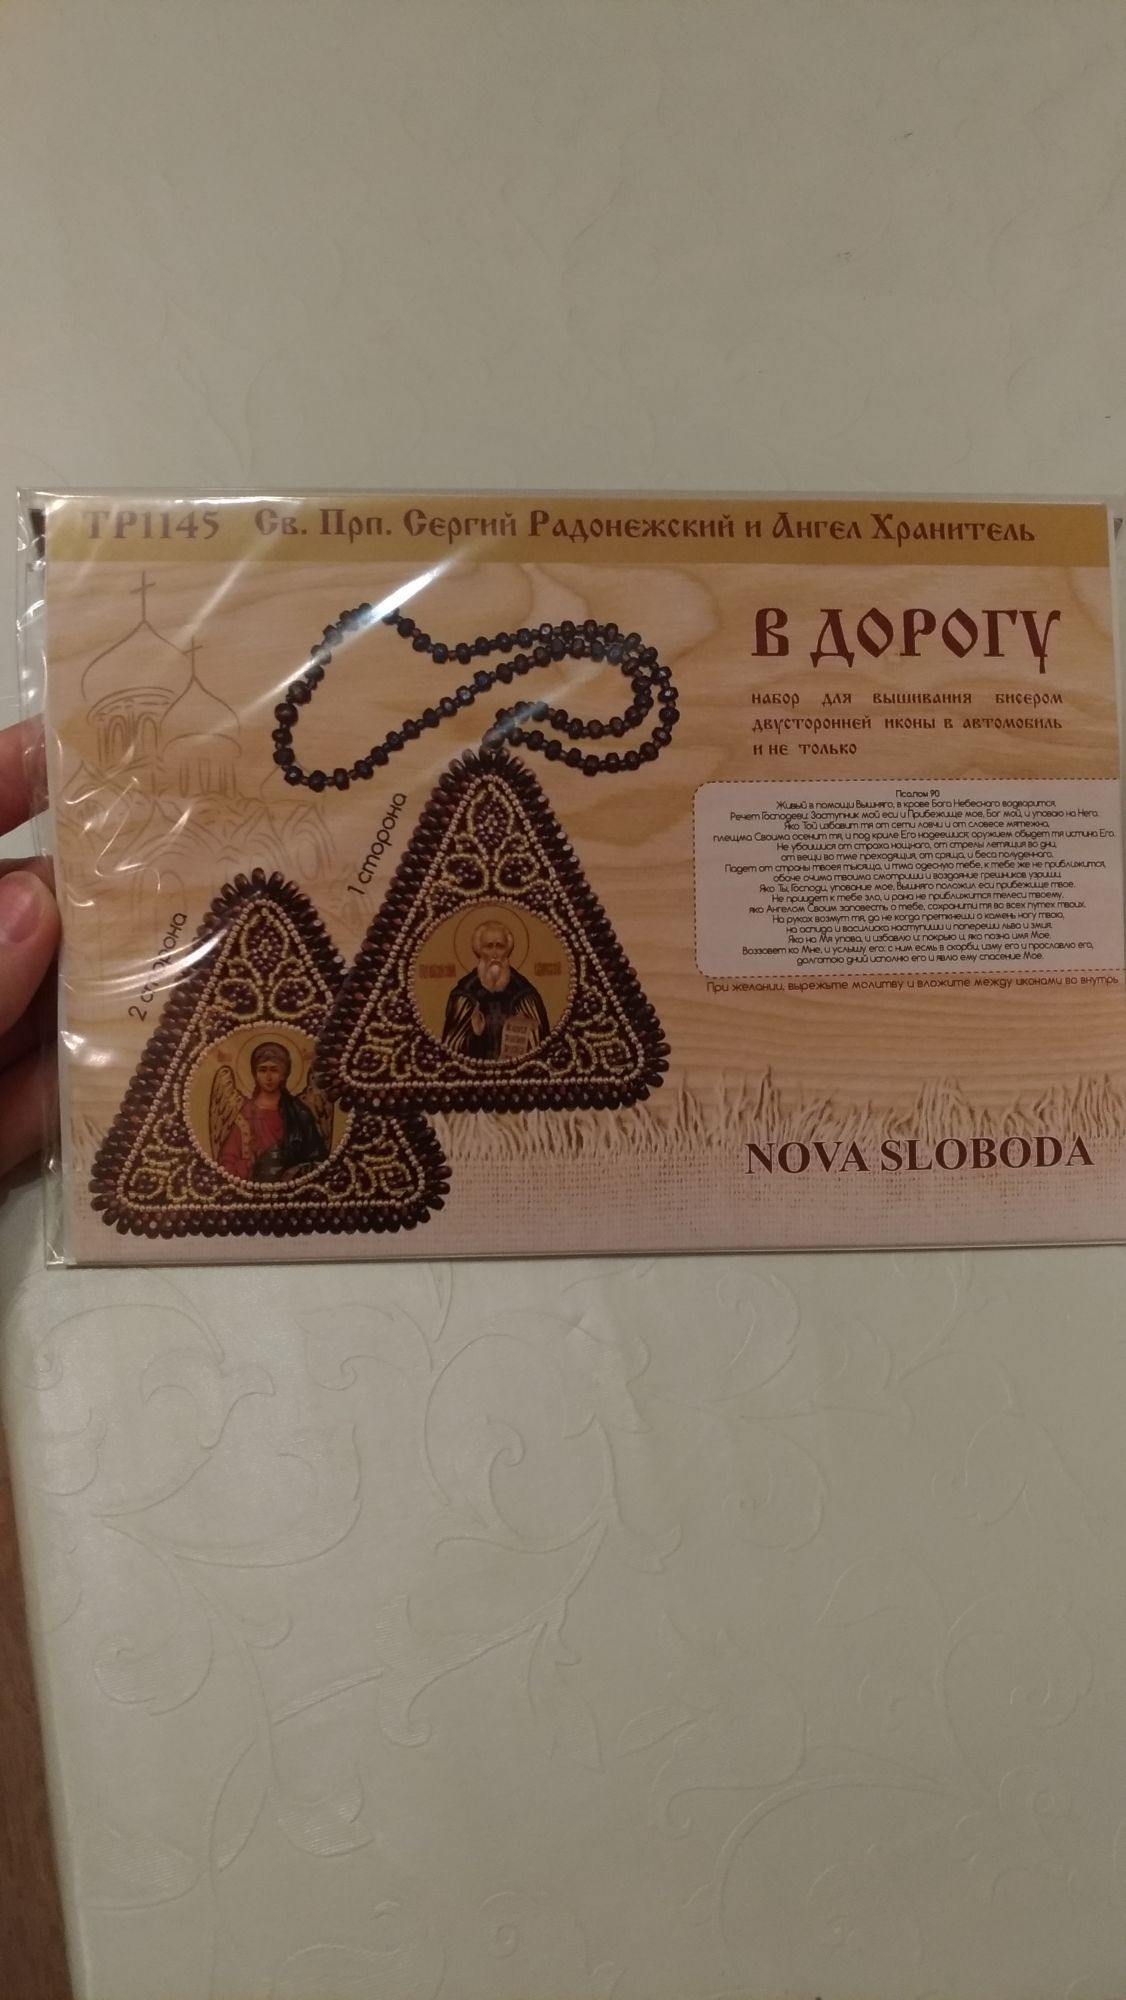 ТР1145 Св. Прп. Сергий Радонежский и Ангел Хранитель
В ДОРОГУ
набор для вышивания бисером
двусторонней иконы в автомобиль
и не только
1 сторона
2 сторона
Псалом 90
Живый в помощи Вышняго, в крове Бога Небеснаго водворится,
Речет Господеви: Заступник мой еси и Прибежище мое, Бог мой, и уповаю на Него.
Яко Той избавит тя от сети ловчи и от словесе мятежна,
плещма Своима осенит тя, и под криле Его надеешися: оружием обыдет тя истина Его.
Не убоишися от страха нощнаго, от стрелы летящия во дни,
от вещи во тме преходящия, от сряща, и беса полуденнаго.
Падет от страны твоея тысяща, и тма одесную тебе, к тебе же не приближится,
обаче очима твоима смотриши и воздаяние грешников узриши.
Яко Ты, Господи, упование мое, Вышняго положил еси прибежище твое.
Не приидет к тебе зло, и рана не приближится телеси твоему,
яко Ангелом Своим заповесть о тебе, сохранити тя во всех путех твоих.
На руках возмут тя, да не когда преткнеши о камень ногу твою,
на аспида и василиска наступиши и попереши льва и змия.
Яко на Мя упова, и избавлю и: покрыю и, яко позна имя Мое.
Воззовет ко Мне, и услышу его: с ним есмь в скорби, изму его и прославлю его,
долготою дний исполню его и явлю ему спасение Мое.
При желании, вырежьте молитву и вложите между иконами во внутрь
NOVA SLOBODA